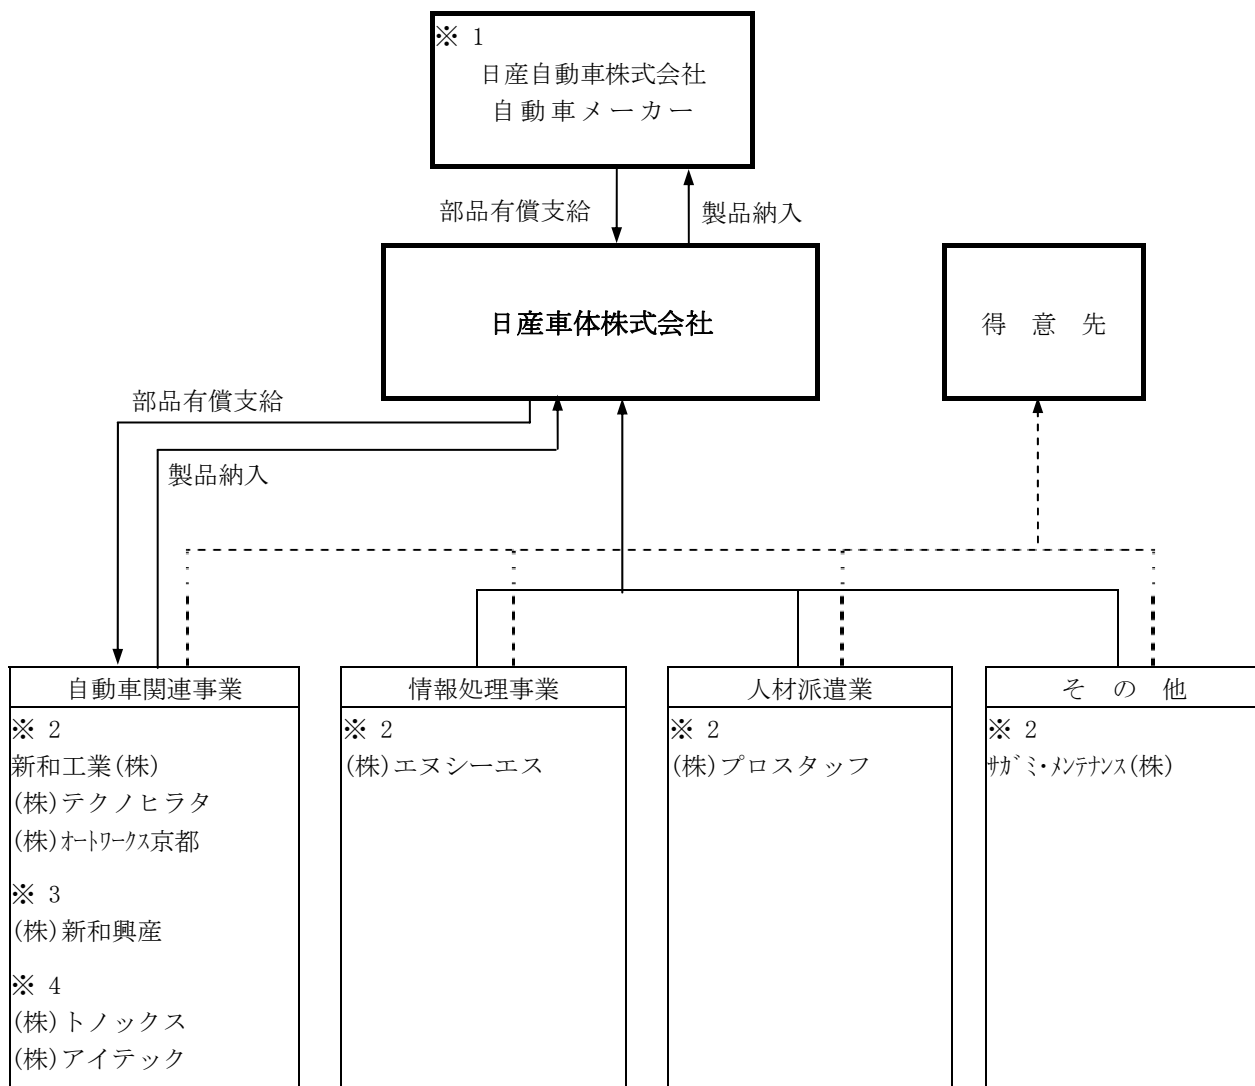 ※ 1
日産自動車株式会社
自動車メーカー
部品有償支給
製品納入
日産車体株式会社
得 意 先
部品有償支給
製品納入
自動車関連事業
※ 2
新和工業(株)
(株)テクノヒラタ
(株)ｵｰﾄﾜｰｸｽ京都
※ 3
(株)新和興産
※ 4
(株)トノックス
(株)アイテック
情報処理事業
※ 2
(株)エヌシーエス
人材派遣業
※ 2
(株)プロスタッフ
そ の 他
※ 2
ｻｶﾞﾐ･ﾒﾝﾃﾅﾝｽ(株)